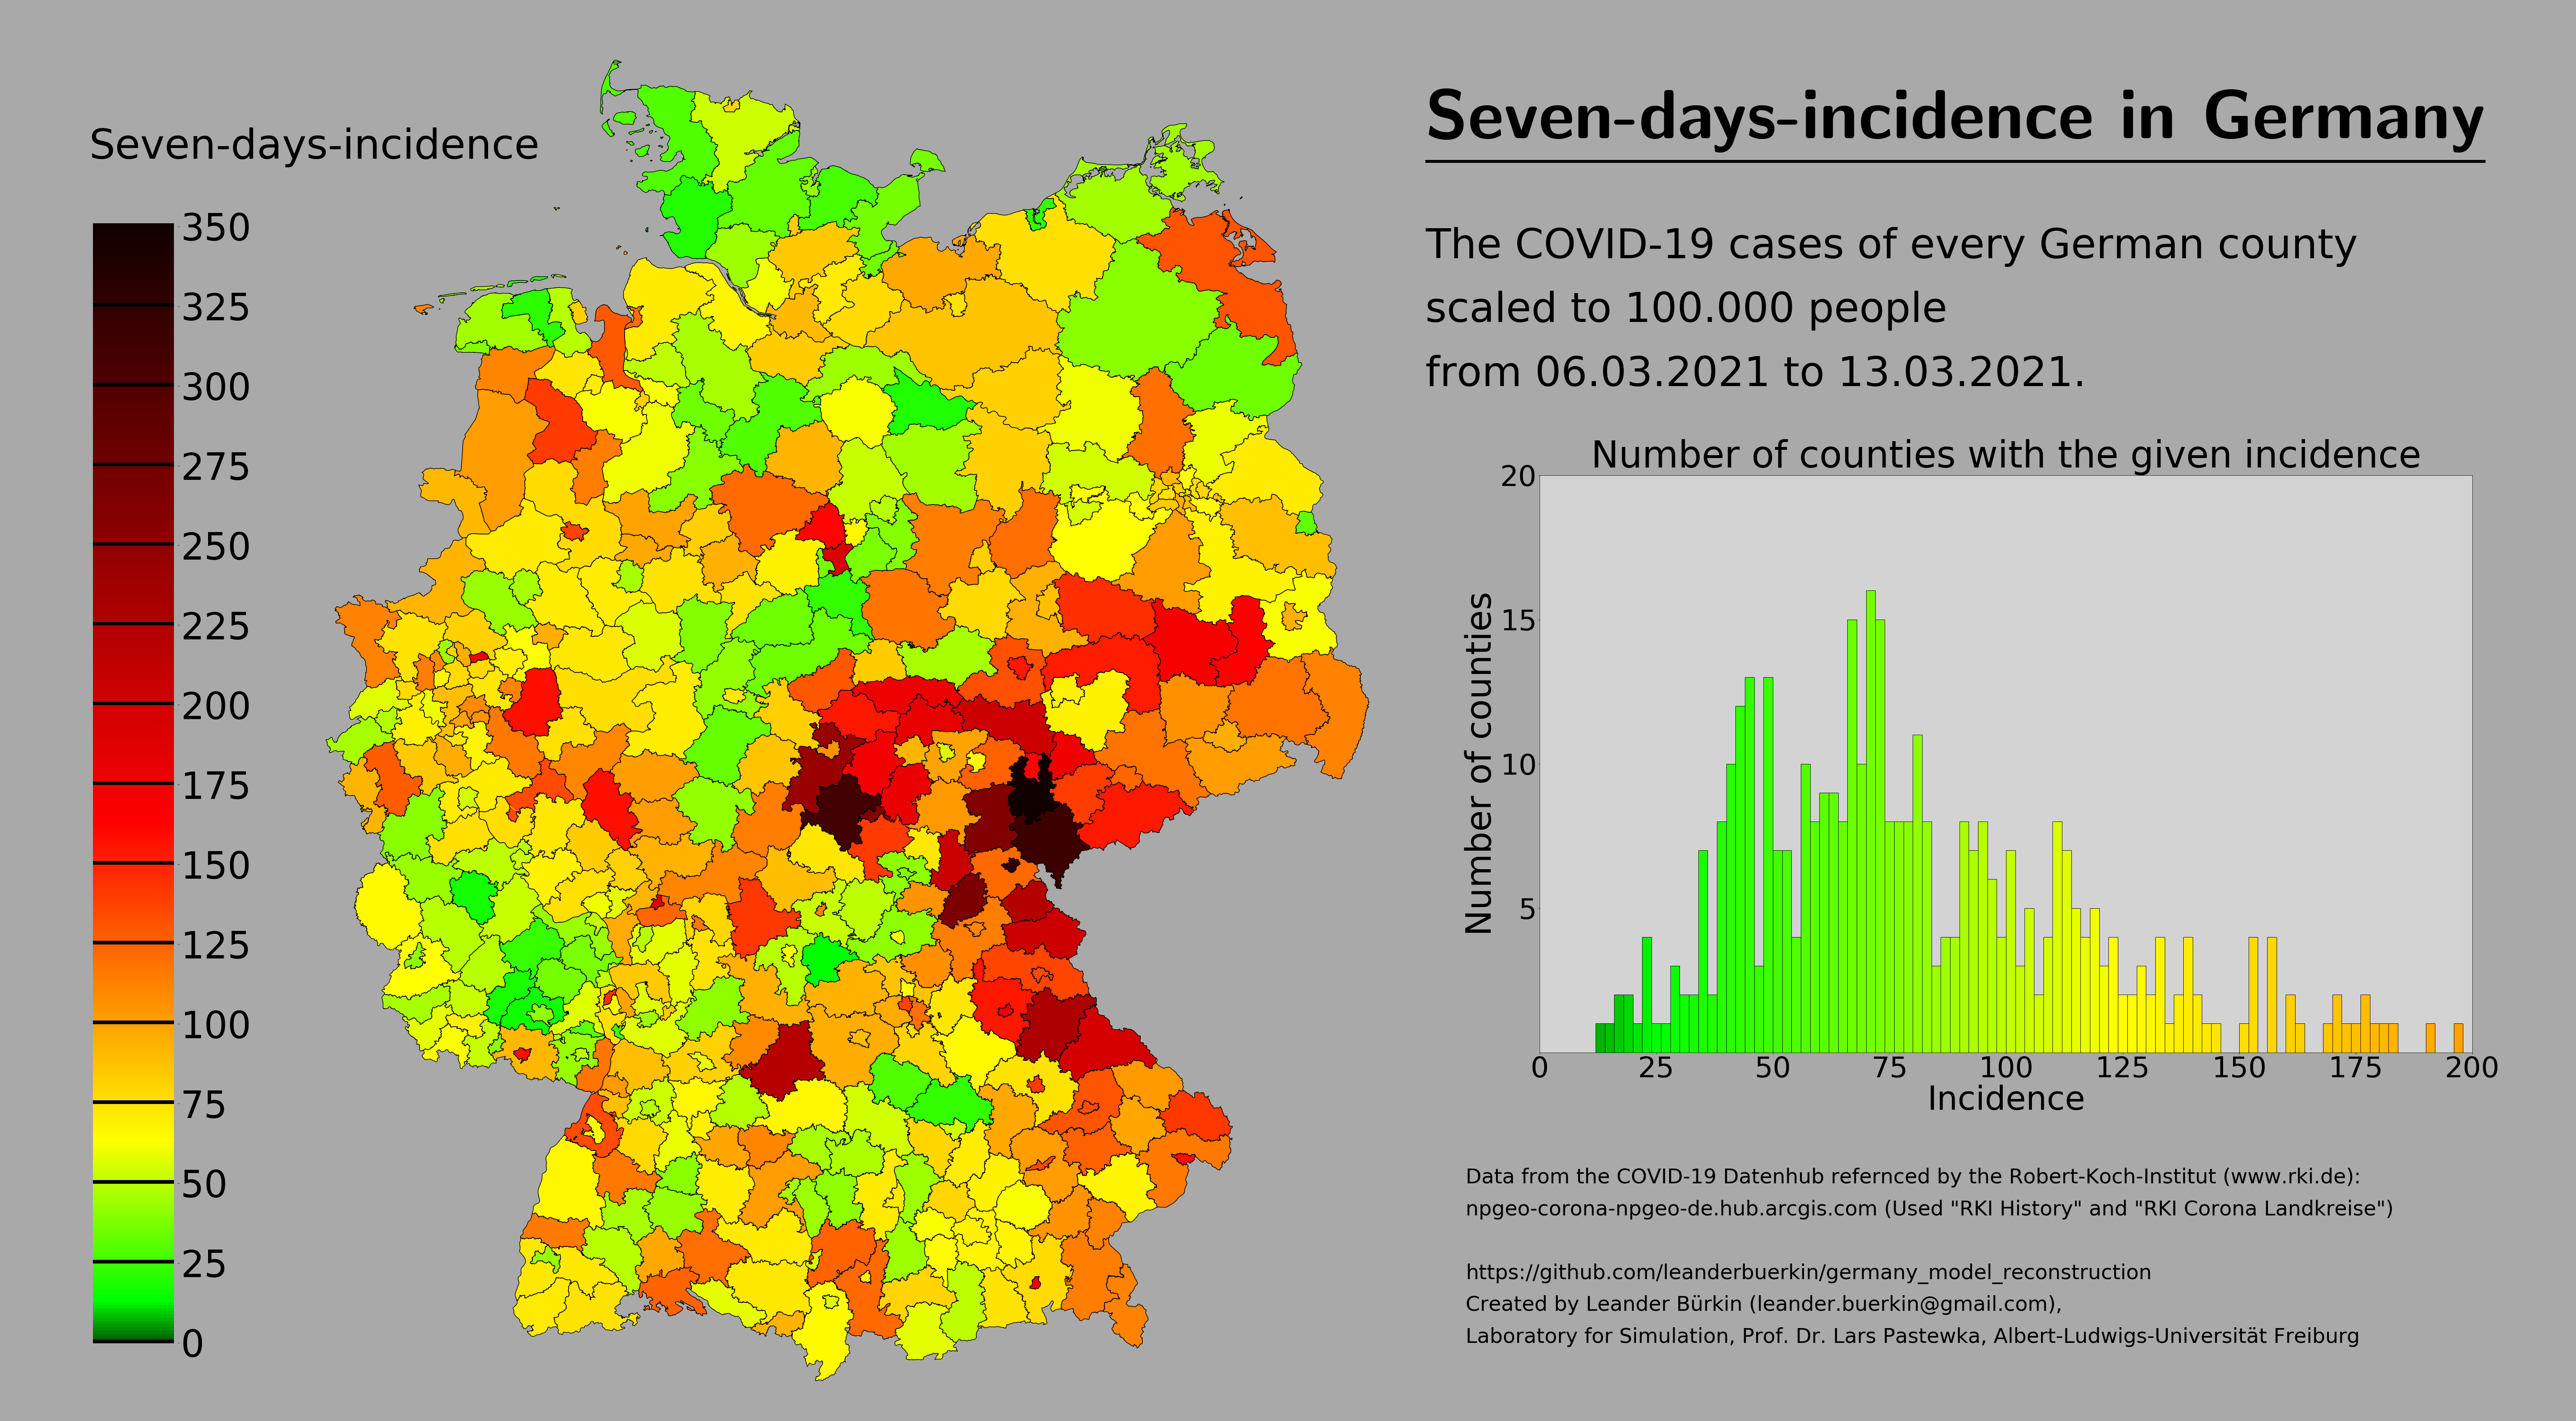 Seven-days-incidence in Germany
Seven-days-incidence
350
325
300
275
250
225
200
175
150
125
100
75
50
25
0
The COVID-19 cases of every German county
scaled to 100.000 people
from 06.03.2021 to 13.03.2021.
Number of counties with the given incidence
Number of counties
20
15
10
5
0 25 50 75 100 125 150 175 200
Incidence
Data from the COVID-19 Datenhub refernced by the Robert-Koch-Institut (www.rki.de):
npgeo-corona-npgeo-de.hub.arcgis.com (Used "RKI History" and "RKI Corona Landkreise")
https://github.com/leanderbuerkin/germany_model_reconstruction
Created by Leander Bürkin (leander.buerkin@gmail.com),
Laboratory for Simulation, Prof. Dr. Lars Pastewka, Albert-Ludwigs-Universität Freiburg